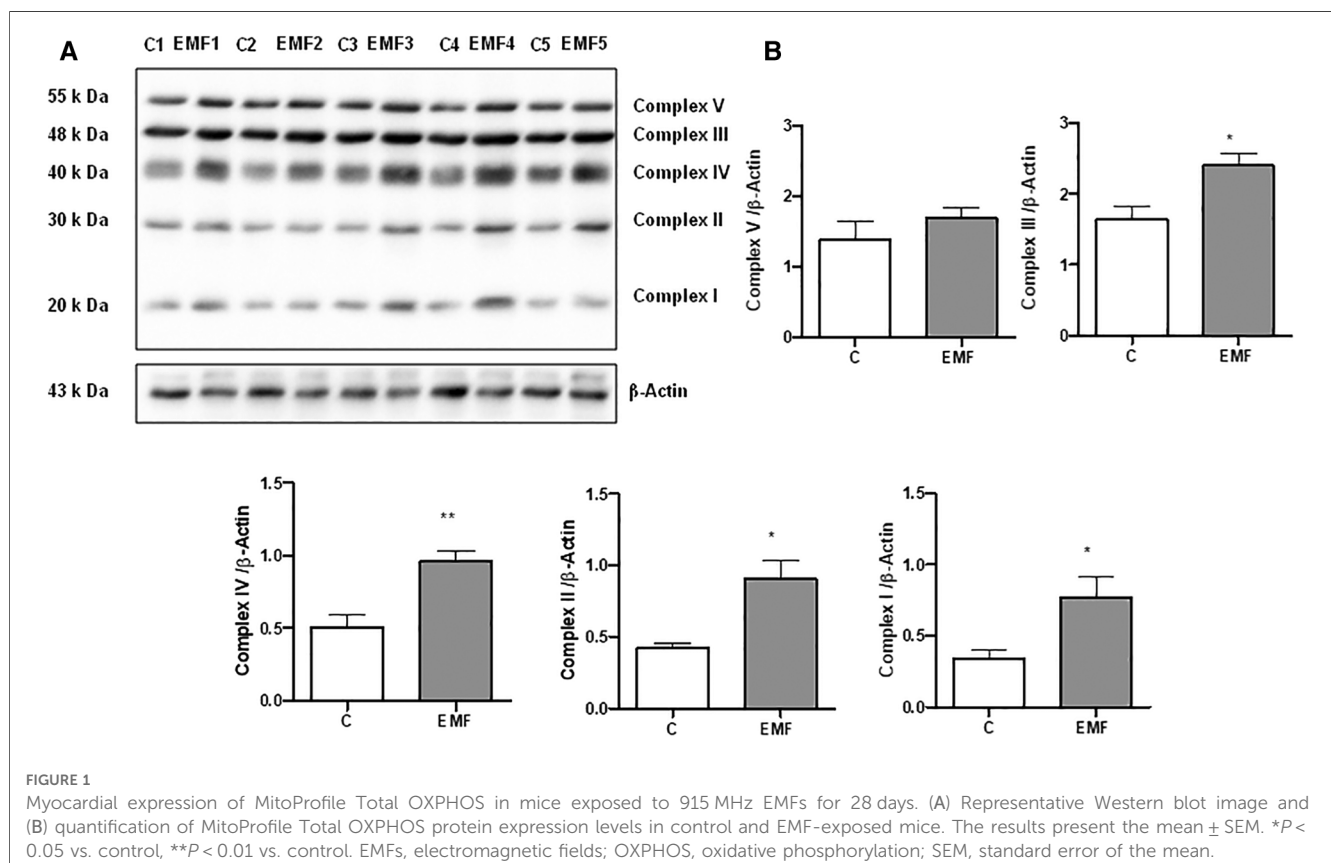 A
B
C1 EMF1 C2 EMF2 C3 EMF3 C4 EMF4 C5 EMF5
55 k Da
Complex V
48 k Da
Complex III
40 k Da
Complex IV
30 k Da
Complex II
20 k Da
Complex I
43 k Da
β-Actin
Complex V /β-Actin
3
2
1
0
C
EMF
Complex III /β-Actin
3
2
1
0
*
C
EMF
Complex IV /β-Actin
1.5
1.0
0.5
0.0
**
C
EMF
Complex II /β-Actin
1.5
1.0
0.5
0.0
*
C
EMF
Complex I /β-Actin
1.5
1.0
0.5
0.0
*
C
EMF
FIGURE 1
Myocardial expression of MitoProfile Total OXPHOS in mice exposed to 915 MHz EMFs for 28 days. (A) Representative Western blot image and
(B) quantification of MitoProfile Total OXPHOS protein expression levels in control and EMF-exposed mice. The results present the mean ± SEM. *P <
0.05 vs. control, **P < 0.01 vs. control. EMFs, electromagnetic fields; OXPHOS, oxidative phosphorylation; SEM, standard error of the mean.